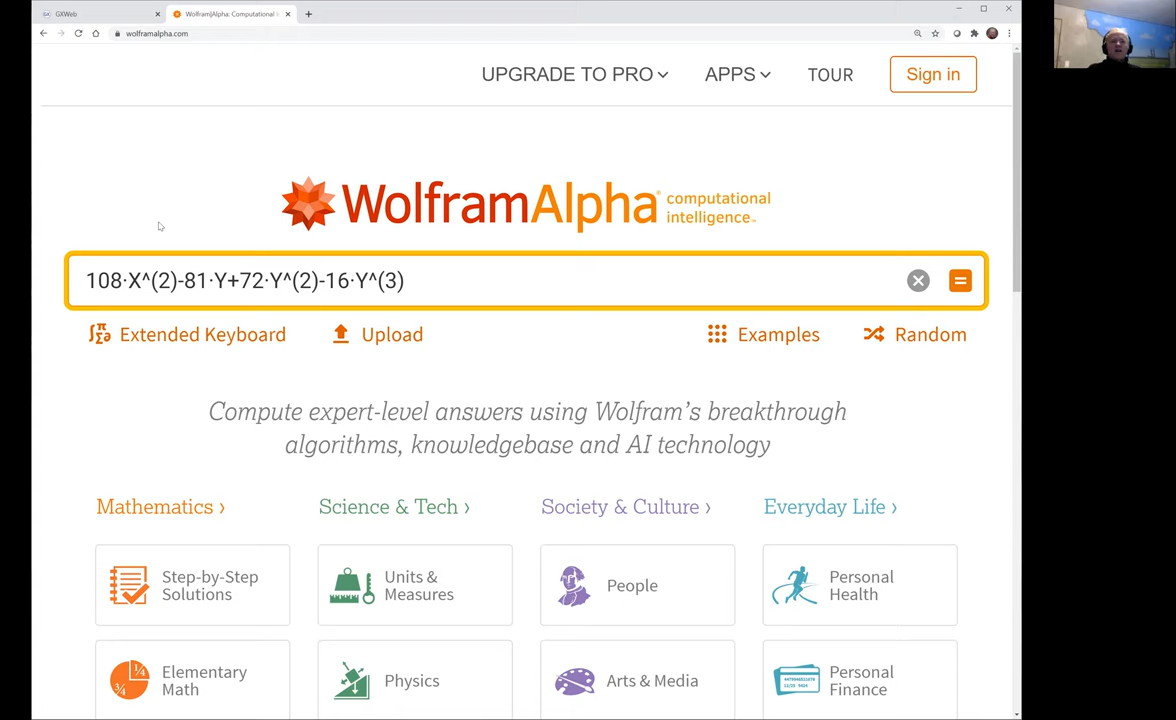 GXWeb
Wolfram|Alpha: Computational I
wolframalpha.com
UPGRADE TO PRO
APPS
TOUR
Sign in
WolframAlpha computational intelligence™
108·X^(2)-81·Y+72·Y^(2)-16·Y^(3)
Extended Keyboard
Upload
Examples
Random
Compute expert-level answers using Wolfram's breakthrough
algorithms, knowledgebase and AI technology
Mathematics ›
Science & Tech ›
Society & Culture ›
Everyday Life ›
Step-by-Step
Solutions
Units &
Measures
People
Personal
Health
Elementary
Math
Physics
Arts & Media
Personal
Finance